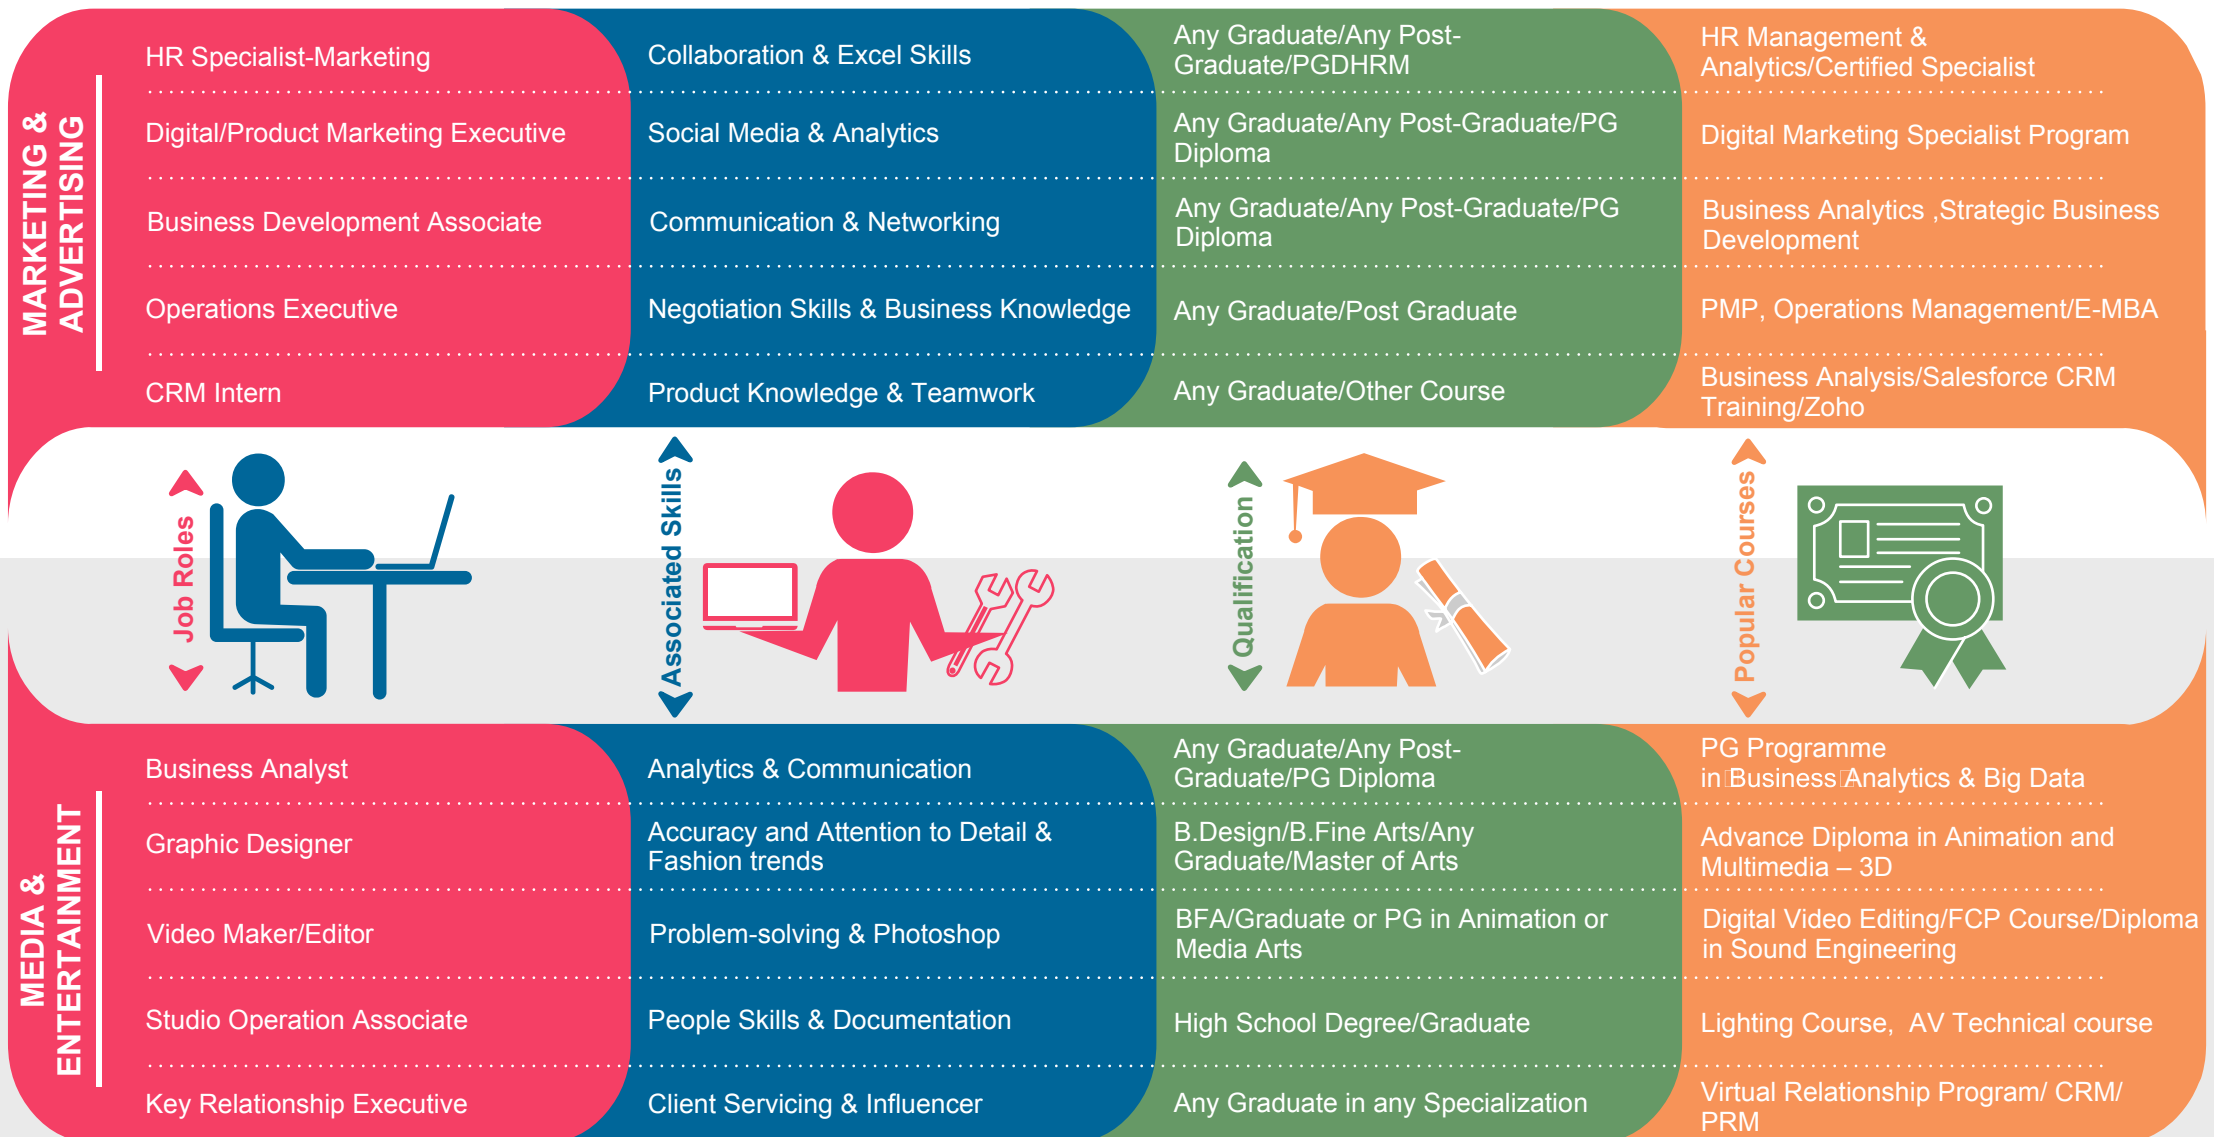 MARKETING &
ADVERTISING
HR Specialist-Marketing
Collaboration & Excel Skills
Any Graduate/Any Post-
Graduate/PGDHRM
HR Management &
Analytics/Certified Specialist
Digital/Product Marketing Executive
Social Media & Analytics
Any Graduate/Any Post-Graduate/PG
Diploma
Digital Marketing Specialist Program
Business Development Associate
Communication & Networking
Any Graduate/Any Post-Graduate/PG
Diploma
Business Analytics ,Strategic Business
Development
Operations Executive
Negotiation Skills & Business Knowledge
Any Graduate/Post Graduate
PMP, Operations Management/E-MBA
CRM Intern
Product Knowledge & Teamwork
Any Graduate/Other Course
Business Analysis/Salesforce CRM
Training/Zoho
Job Roles
Associated Skills
Qualification
Popular Courses
MEDIA &
ENTERTAINMENT
Business Analyst
Analytics & Communication
Any Graduate/Any Post-
Graduate/PG Diploma
PG Programme
in Business Analytics & Big Data
Graphic Designer
Accuracy and Attention to Detail &
Fashion trends
B.Design/B.Fine Arts/Any
Graduate/Master of Arts
Advance Diploma in Animation and
Multimedia – 3D
Video Maker/Editor
Problem-solving & Photoshop
BFA/Graduate or PG in Animation or
Media Arts
Digital Video Editing/FCP Course/Diploma
in Sound Engineering
Studio Operation Associate
People Skills & Documentation
High School Degree/Graduate
Lighting Course, AV Technical course
Key Relationship Executive
Client Servicing & Influencer
Any Graduate in any Specialization
Virtual Relationship Program/ CRM/
PRM